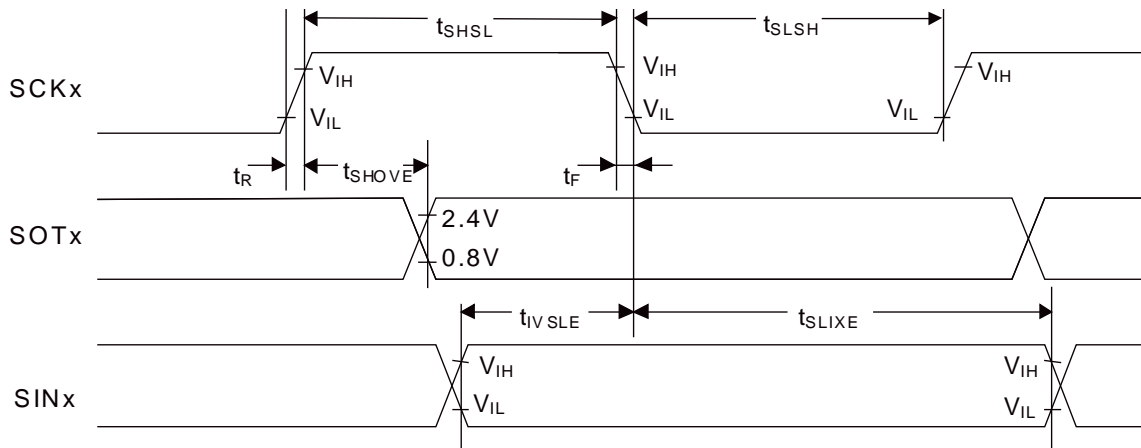 tSHSL
tSLSH
SCKx
VIH
VIH
VIH
VIL
VIL
VIL
tR
tSHOVE
tF
SOTx
2.4V
0.8V
tIVSLE
tSLIXE
SINx
VIH
VIH
VIL
VIL